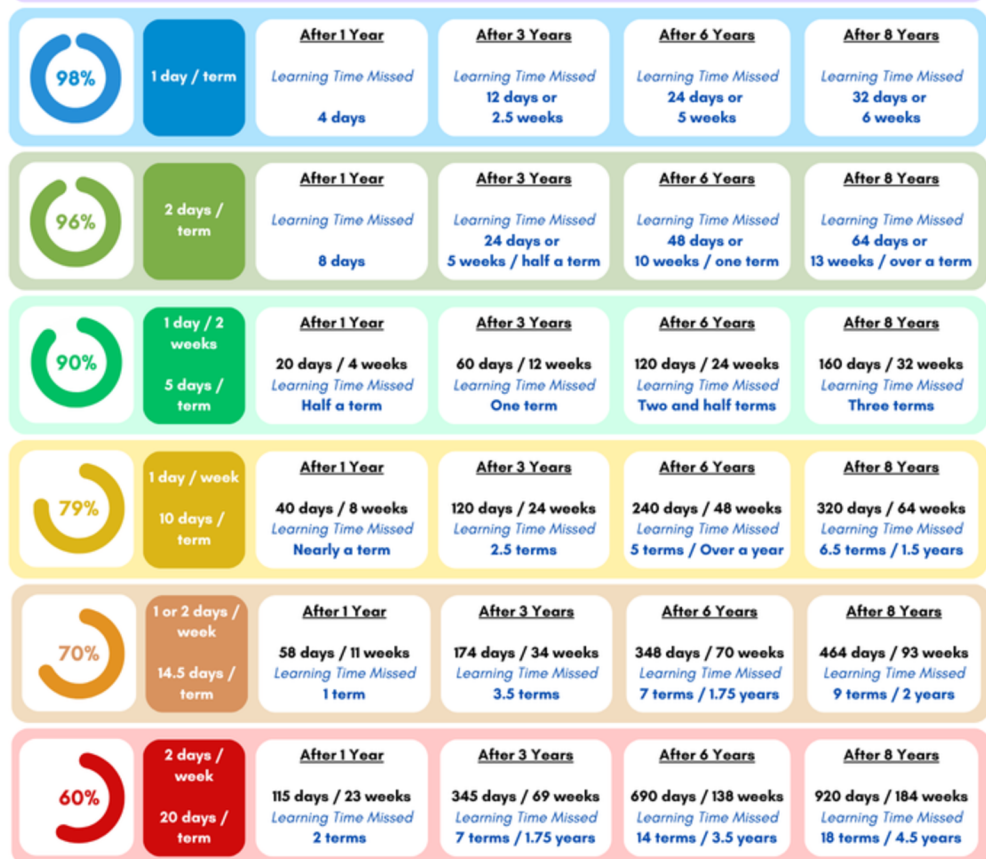 98%
1 day / term
After 1 Year
Learning Time Missed
4 days
After 3 Years
Learning Time Missed
12 days or
2.5 weeks
After 6 Years
Learning Time Missed
24 days or
5 weeks
After 8 Years
Learning Time Missed
32 days or
6 weeks
96%
2 days /
term
After 1 Year
Learning Time Missed
8 days
After 3 Years
Learning Time Missed
24 days or
5 weeks / half a term
After 6 Years
Learning Time Missed
48 days or
10 weeks / one term
After 8 Years
Learning Time Missed
64 days or
13 weeks / over a term
90%
1 day / 2
weeks
5 days /
term
After 1 Year
20 days / 4 weeks
Learning Time Missed
Half a term
After 3 Years
60 days / 12 weeks
Learning Time Missed
One term
After 6 Years
120 days / 24 weeks
Learning Time Missed
Two and half terms
After 8 Years
160 days / 32 weeks
Learning Time Missed
Three terms
79%
1 day / week
10 days /
term
After 1 Year
40 days / 8 weeks
Learning Time Missed
Nearly a term
After 3 Years
120 days / 24 weeks
Learning Time Missed
2.5 terms
After 6 Years
240 days / 48 weeks
Learning Time Missed
5 terms / Over a year
After 8 Years
320 days / 64 weeks
Learning Time Missed
6.5 terms / 1.5 years
70%
1 or 2 days /
week
14.5 days /
term
After 1 Year
58 days / 11 weeks
Learning Time Missed
1 term
After 3 Years
174 days / 34 weeks
Learning Time Missed
3.5 terms
After 6 Years
348 days / 70 weeks
Learning Time Missed
7 terms / 1.75 years
After 8 Years
464 days / 93 weeks
Learning Time Missed
9 terms / 2 years
60%
2 days /
week
20 days /
term
After 1 Year
115 days / 23 weeks
Learning Time Missed
2 terms
After 3 Years
345 days / 69 weeks
Learning Time Missed
7 terms / 1.75 years
After 6 Years
690 days / 138 weeks
Learning Time Missed
14 terms / 3.5 years
After 8 Years
920 days / 184 weeks
Learning Time Missed
18 terms / 4.5 years